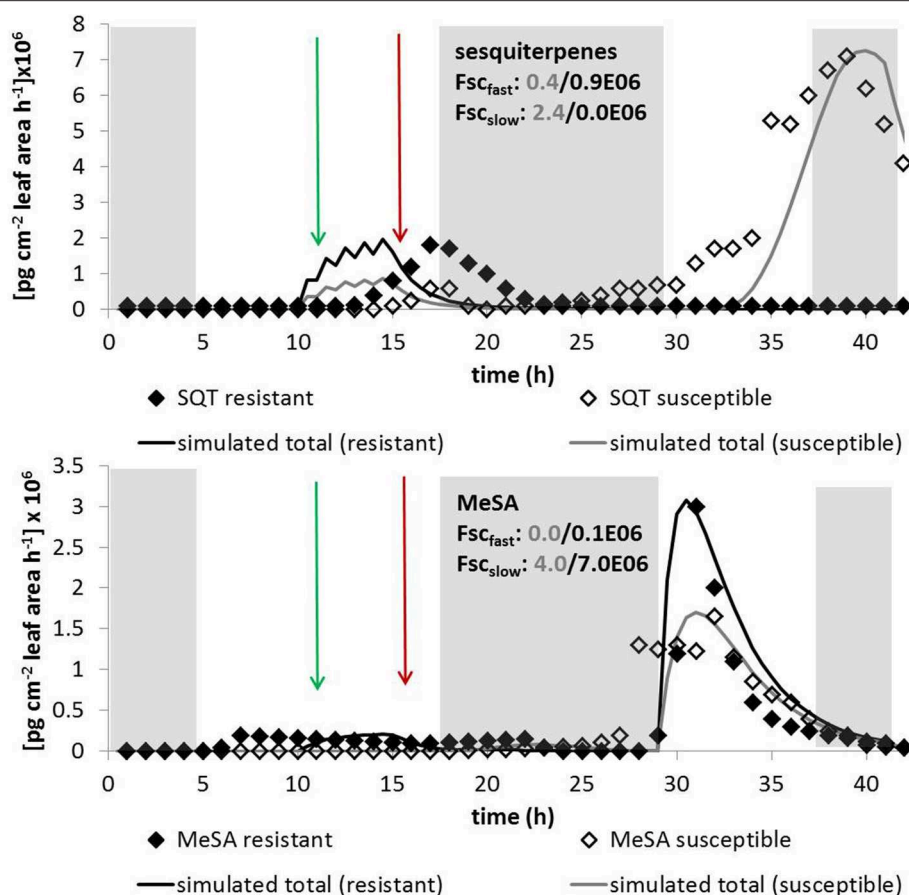 [pg cm⁻² leaf area h⁻¹]x10⁶
8
7
6
5
4
3
2
1
0
sesquiterpenes
Fsc_fast: 0.4/0.9E06
Fsc_slow: 2.4/0.0E06
0 5 10 15 20 25 30 35 40
time (h)
SQT resistant SQT susceptible
simulated total (resistant) simulated total (susceptible)
[pg cm⁻² leaf area h⁻¹] x 10⁶
3.5
3
2.5
2
1.5
1
0.5
0
MeSA
Fsc_fast: 0.0/0.1E06
Fsc_slow: 4.0/7.0E06
0 5 10 15 20 25 30 35 40
time (h)
MeSA resistant MeSA susceptible
simulated total (resistant) simulated total (susceptible)